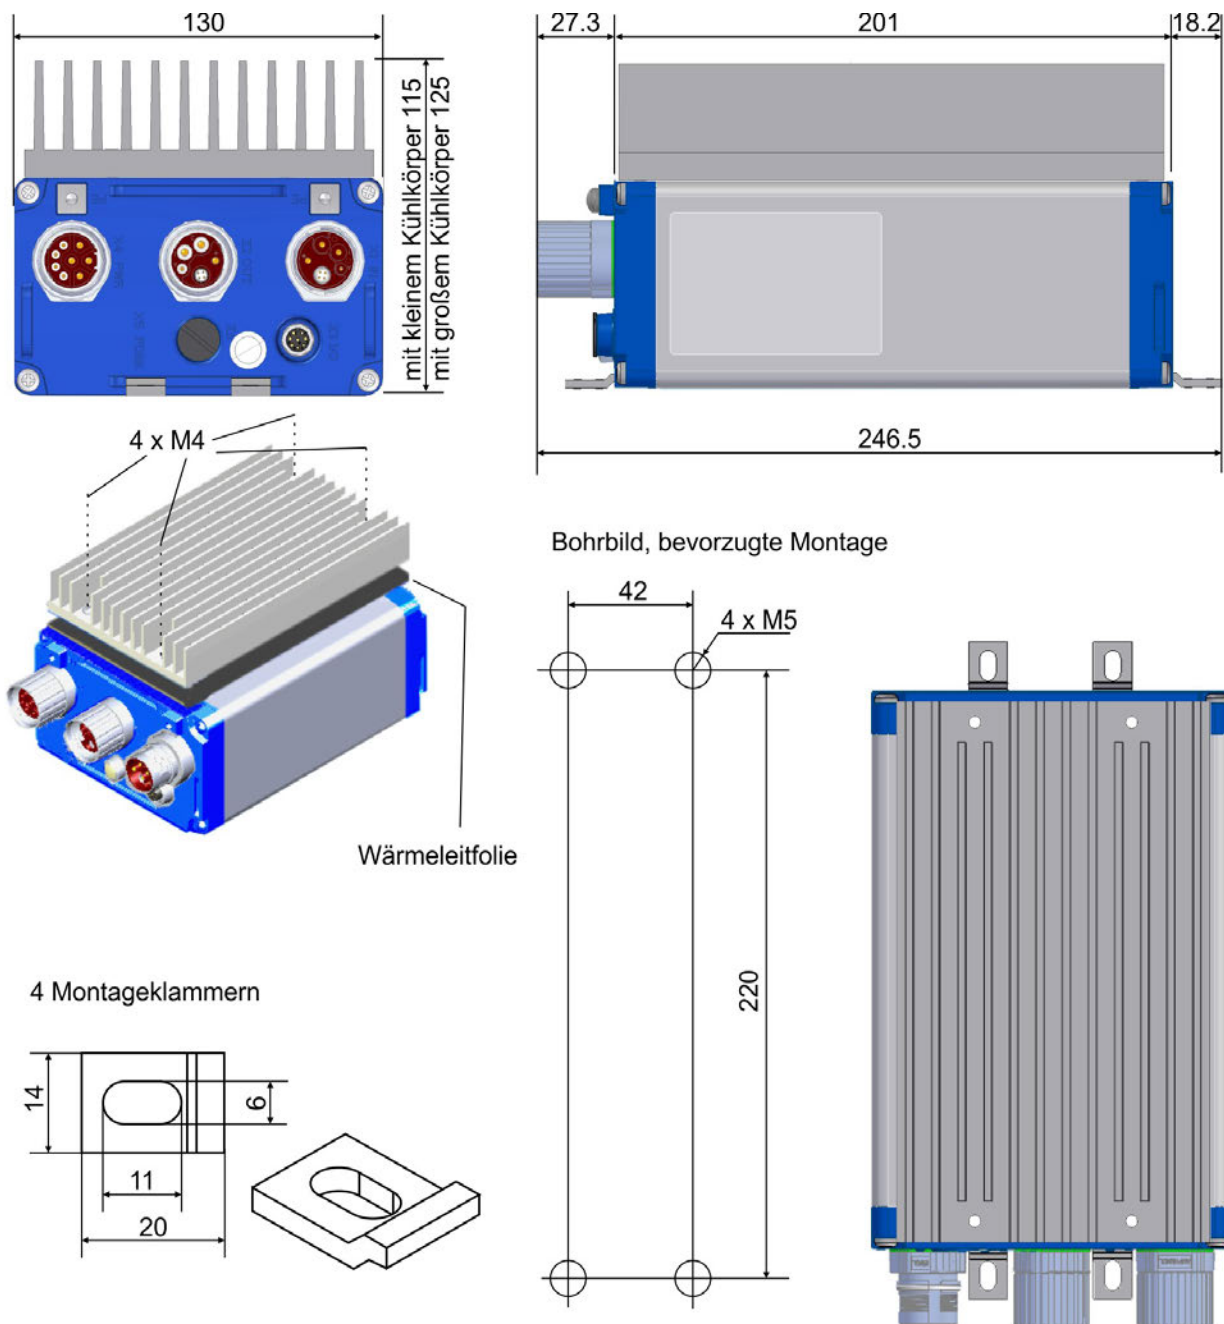 130
27.3
201
18.2
mit kleinem Kühlkörper 115
mit großem Kühlkörper 125
246.5
4 x M4
Bohrbild, bevorzugte Montage
42
4 x M5
Wärmeleitfolie
220
4 Montageklammern
14
6
11
20